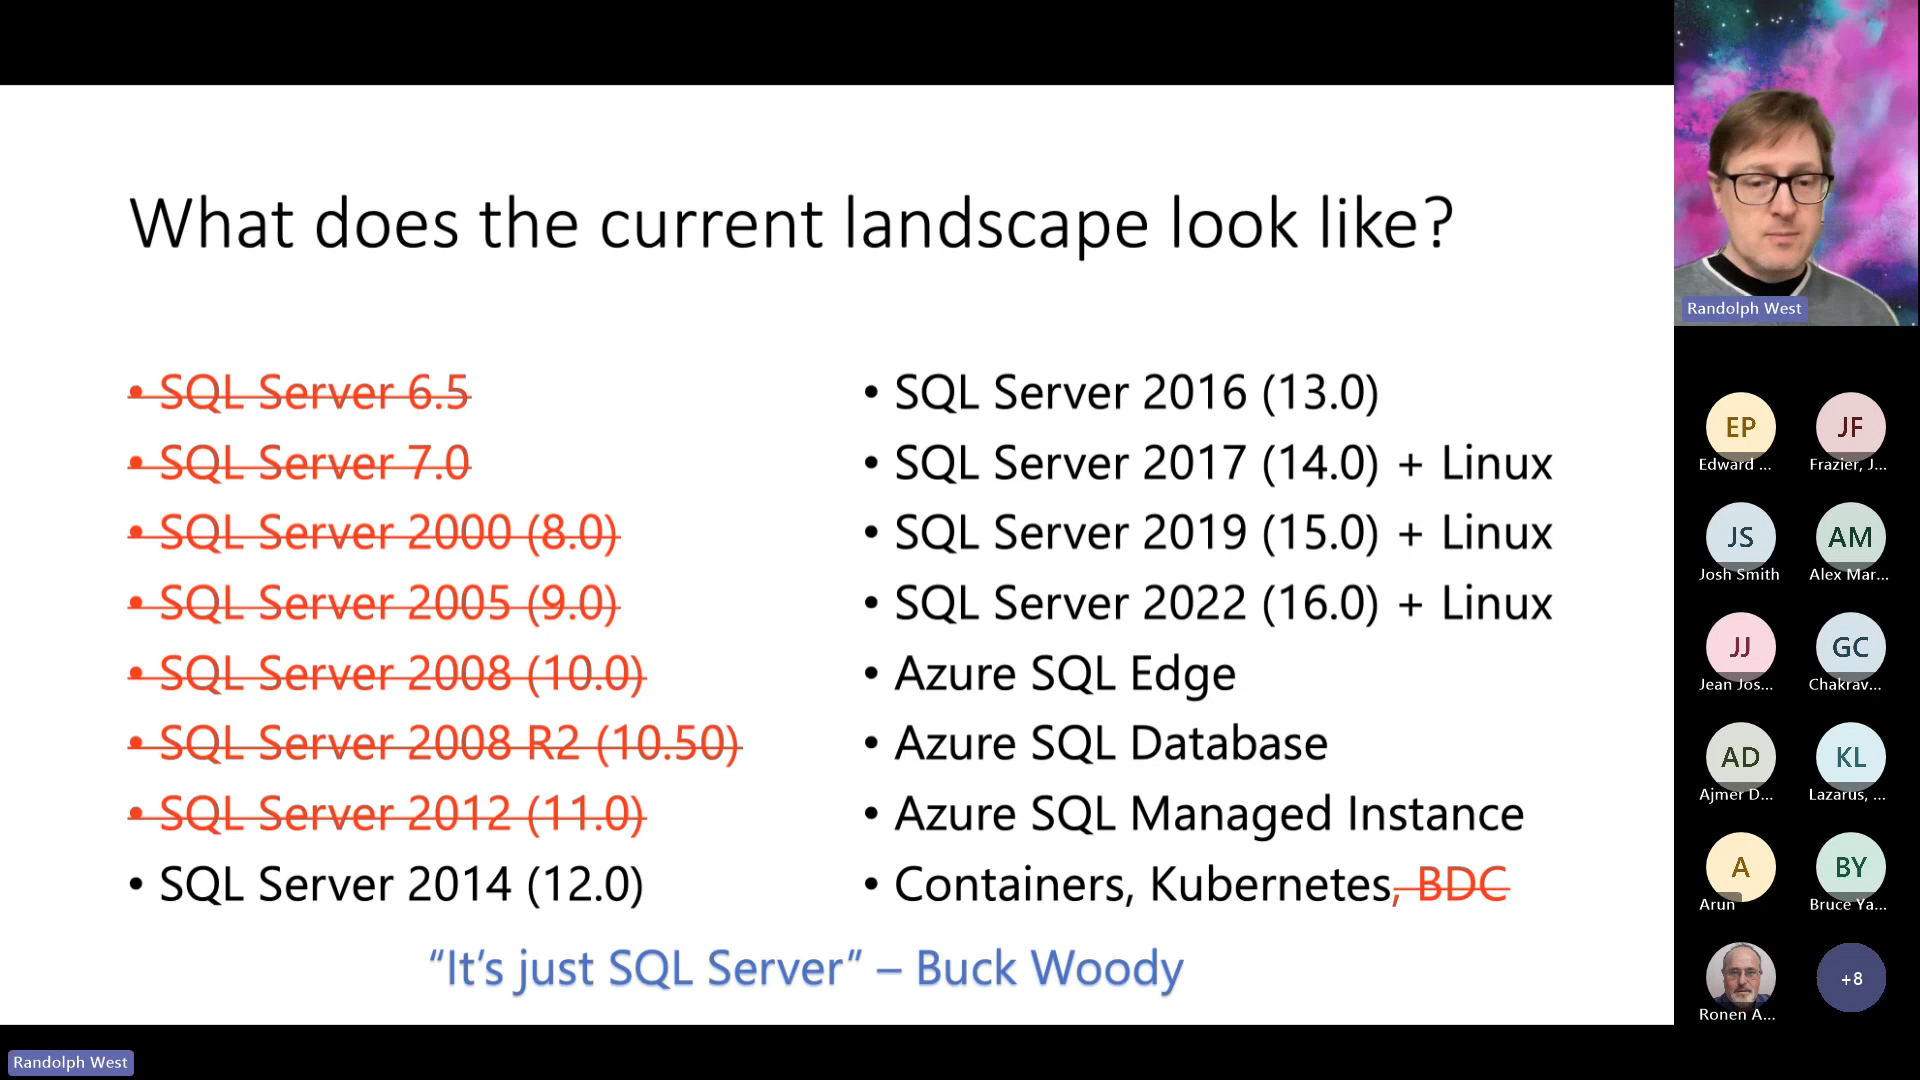 What does the current landscape look like?
• SQL Server 6.5
• SQL Server 7.0
• SQL Server 2000 (8.0)
• SQL Server 2005 (9.0)
• SQL Server 2008 (10.0)
• SQL Server 2008 R2 (10.50)
• SQL Server 2012 (11.0)
• SQL Server 2014 (12.0)
• SQL Server 2016 (13.0)
• SQL Server 2017 (14.0) + Linux
• SQL Server 2019 (15.0) + Linux
• SQL Server 2022 (16.0) + Linux
• Azure SQL Edge
• Azure SQL Database
• Azure SQL Managed Instance
• Containers, Kubernetes, BDC
“It’s just SQL Server” – Buck Woody
Randolph West
EP
Edward ...
JF
Frazier, J...
JS
Josh Smith
AM
Alex Mar...
JJ
Jean Jos...
GC
Chakrav...
AD
Ajmer D...
KL
Lazarus, ...
A
Arun
BY
Bruce Ya...
Ronen A...
+8
Randolph West